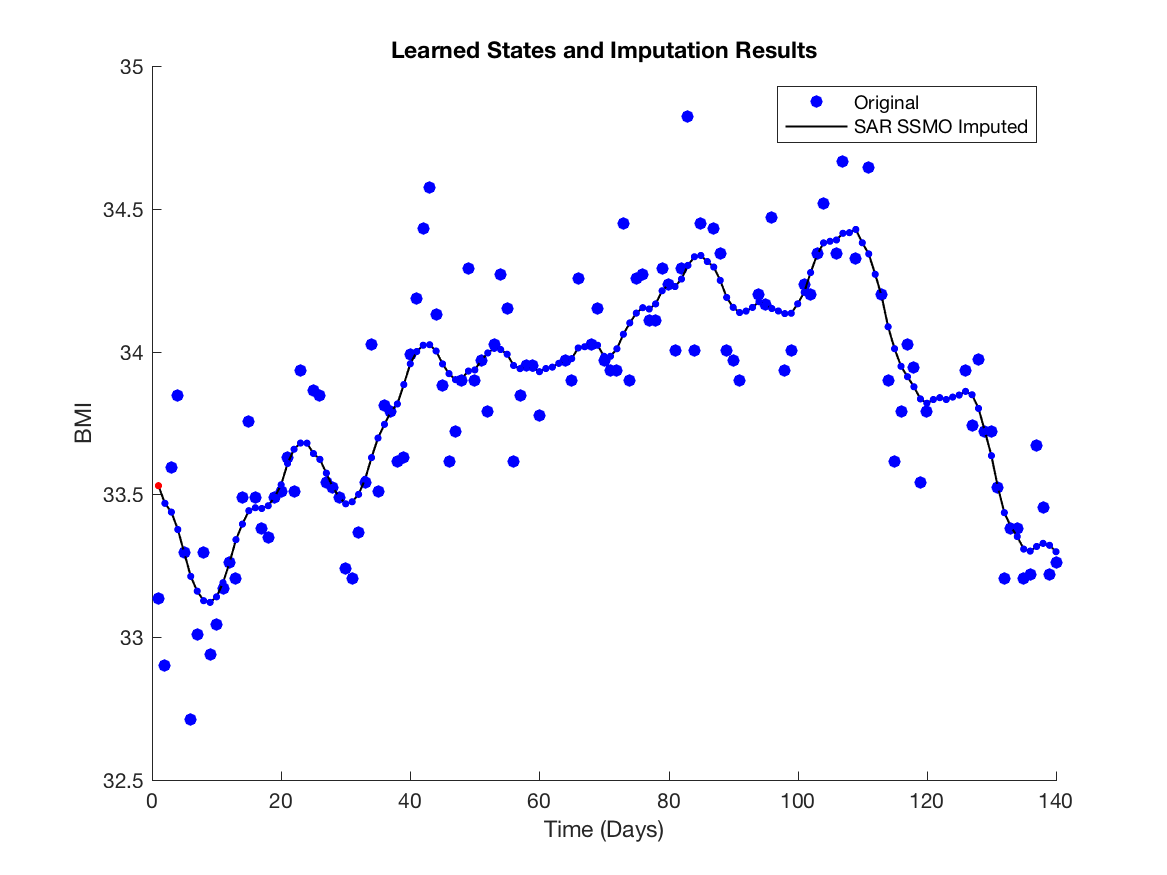 Learned States and Imputation Results
Original
SAR SSMO Imputed
BMI
35
34.5
34
33.5
33
32.5
0 20 40 60 80 100 120 140
Time (Days)